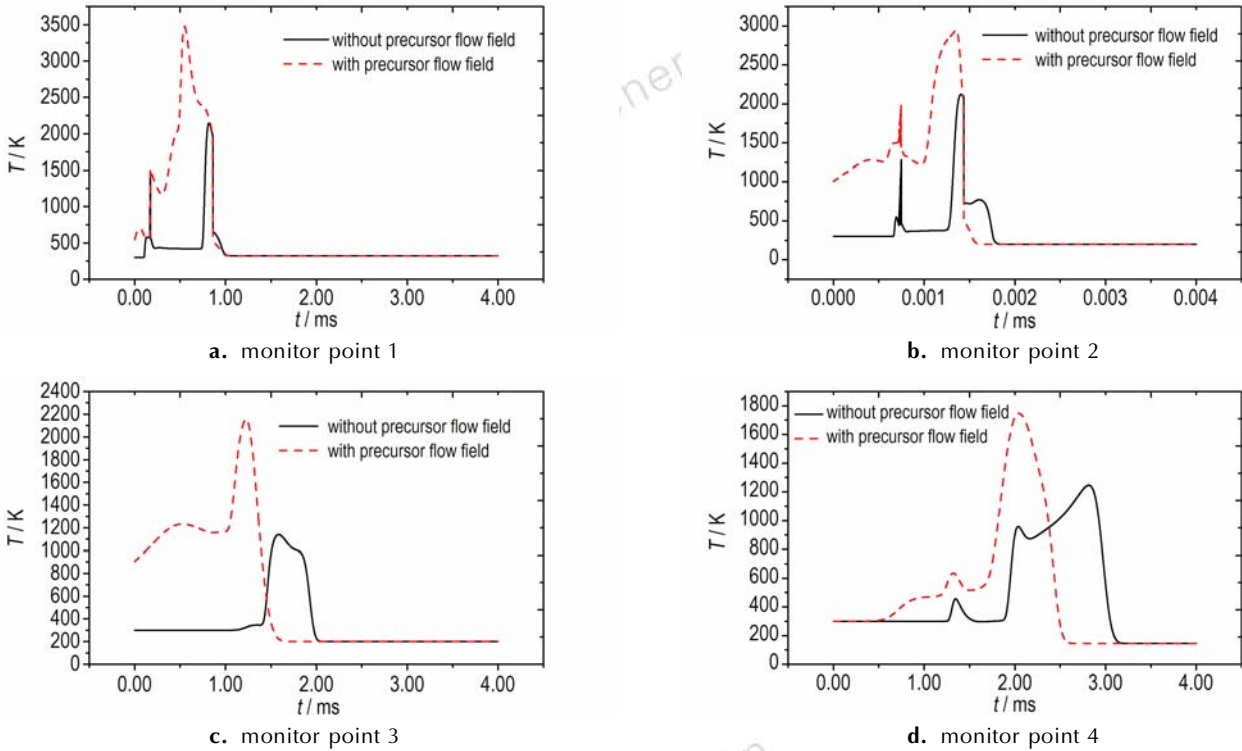 3500
3000
2500
2000
1500
1000
500
0
T / K
without precursor flow field
with precursor flow field
0.00 1.00 2.00 3.00 4.00
t / ms
a. monitor point 1
3000
2500
2000
1500
1000
500
0
T / K
without precursor flow field
with precursor flow field
0.000 0.001 0.002 0.003 0.004
t / ms
b. monitor point 2
2400
2200
2000
1800
1600
1400
1200
1000
800
600
400
200
0
T / K
without precursor flow field
with precursor flow field
0.00 1.00 2.00 3.00 4.00
t / ms
c. monitor point 3
1800
1600
1400
1200
1000
800
600
400
200
0
T / K
without precursor flow field
with precursor flow field
0.00 1.00 2.00 3.00 4.00
t / ms
d. monitor point 4